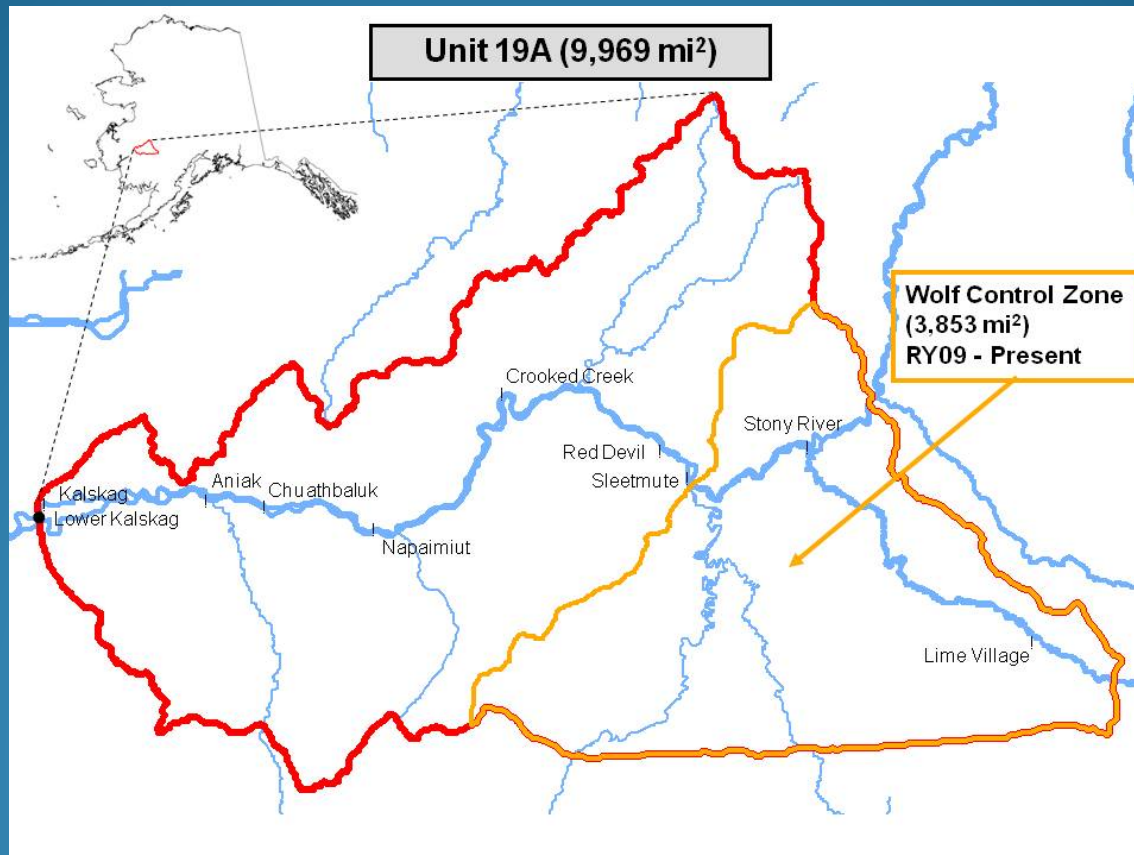 Unit 19A (9,969 mi²)
Wolf Control Zone
(3,853 mi²)
RY09 - Present
Crooked Creek
Stony River
Red Devil
Sleetmute
Kalskag
Aniak
Chuathbaluk
Lower Kalskag
Napaimiut
Lime Village